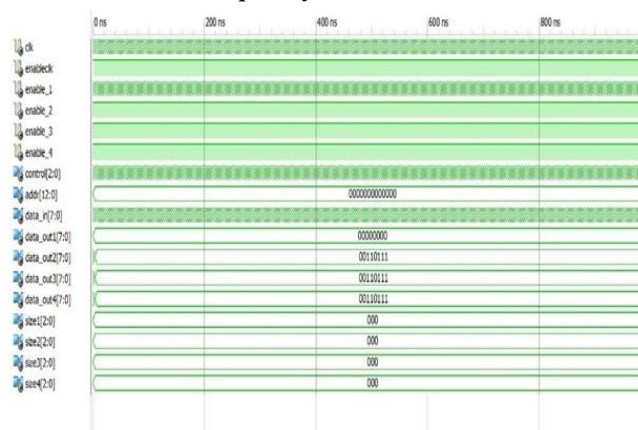 0 ns 200 ns 400 ns 600 ns 800 ns
clk
enableclk
enable_1
enable_2
enable_3
enable_4
control[2:0]
addr[12:0] 0000000000000
data_in[7:0]
data_out1[7:0] 00000000
data_out2[7:0] 00110111
data_out3[7:0] 00110111
data_out4[7:0] 00110111
size1[2:0] 000
size2[2:0] 000
size3[2:0] 000
size4[2:0] 000